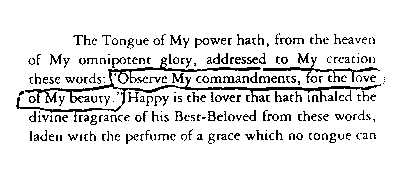 The Tongue of My power hath, from the heaven
of My omnipotent glory, addressed to My creation
these words: "Observe My commandments, for the love
of My beauty." Happy is the lover that hath inhaled the
divine fragrance of his Best-Beloved from these words,
laden with the perfume of a grace which no tongue can